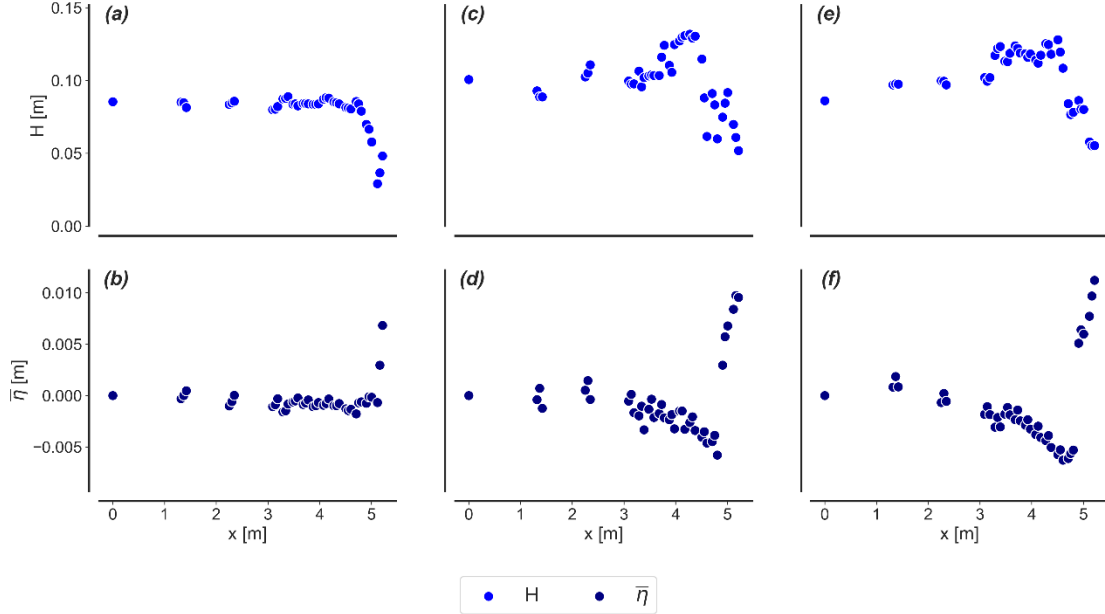 (a) (c) (e)
0.15
0.10
0.05
0.00
H [m]
(b) (d) (f)
0.010
0.005
0.000
−0.005
η̅ [m]
0 1 2 3 4 5 0 1 2 3 4 5 0 1 2 3 4 5
x [m] x [m] x [m]
H η̅